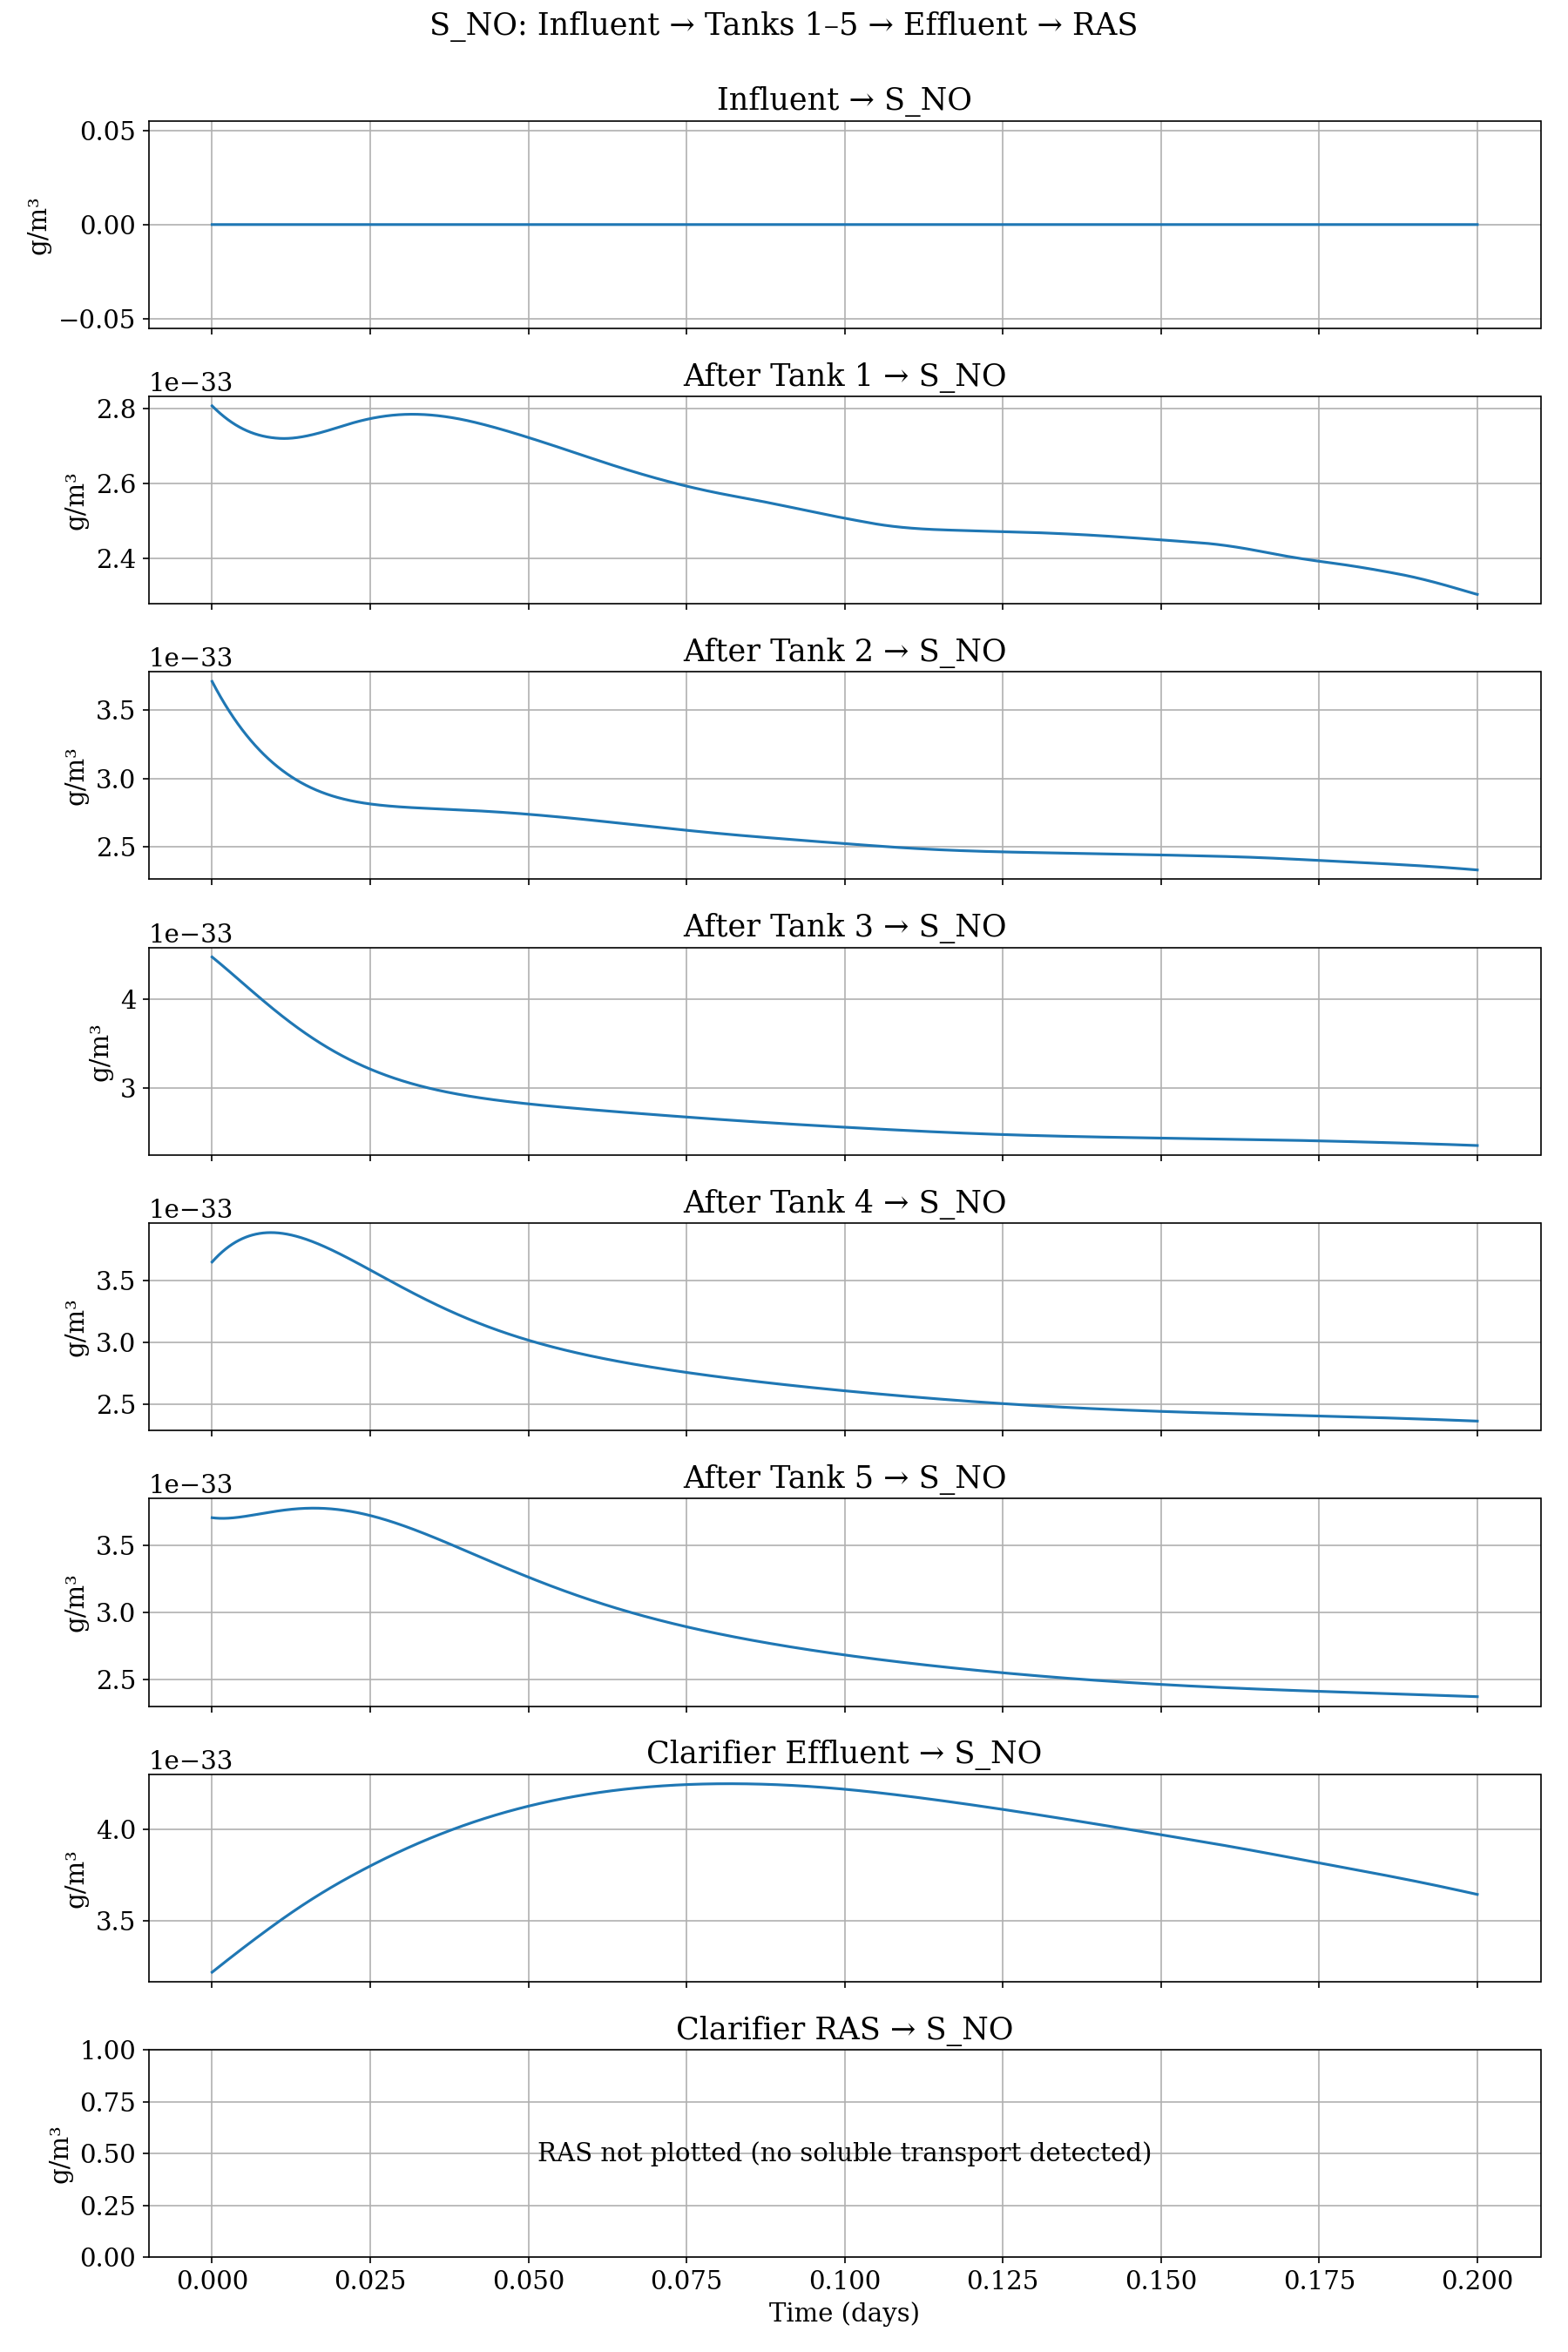 S_NO: Influent → Tanks 1–5 → Effluent → RAS
Influent → S_NO
0.05
0.00
−0.05
g/m³
After Tank 1 → S_NO
1e−33
2.8
2.6
2.4
g/m³
After Tank 2 → S_NO
1e−33
3.5
3.0
2.5
g/m³
After Tank 3 → S_NO
1e−33
4
3
g/m³
After Tank 4 → S_NO
1e−33
3.5
3.0
2.5
g/m³
After Tank 5 → S_NO
1e−33
3.5
3.0
2.5
g/m³
Clarifier Effluent → S_NO
1e−33
4.0
3.5
g/m³
Clarifier RAS → S_NO
1.00
0.75
0.50
0.25
0.00
g/m³
RAS not plotted (no soluble transport detected)
0.000 0.025 0.050 0.075 0.100 0.125 0.150 0.175 0.200
Time (days)